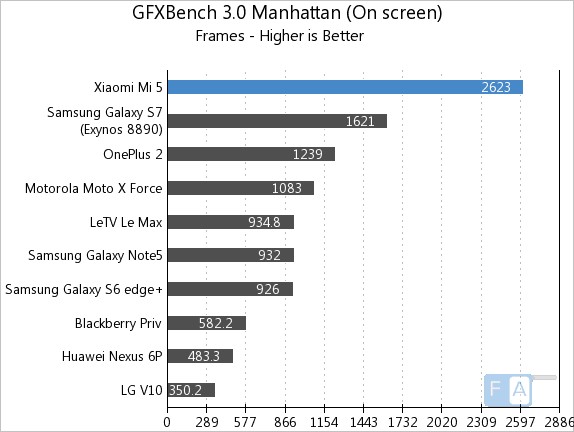 GFXBench 3.0 Manhattan (On screen)
Frames - Higher is Better
Xiaomi Mi 5 2623
Samsung Galaxy S7
(Exynos 8890) 1621
OnePlus 2 1239
Motorola Moto X Force 1083
LeTV Le Max 934.8
Samsung Galaxy Note5 932
Samsung Galaxy S6 edge+ 926
Blackberry Priv 582.2
Huawei Nexus 6P 483.3
LG V10 350.2
FA
0 289 577 866 1154 1443 1732 2020 2309 2597 2886